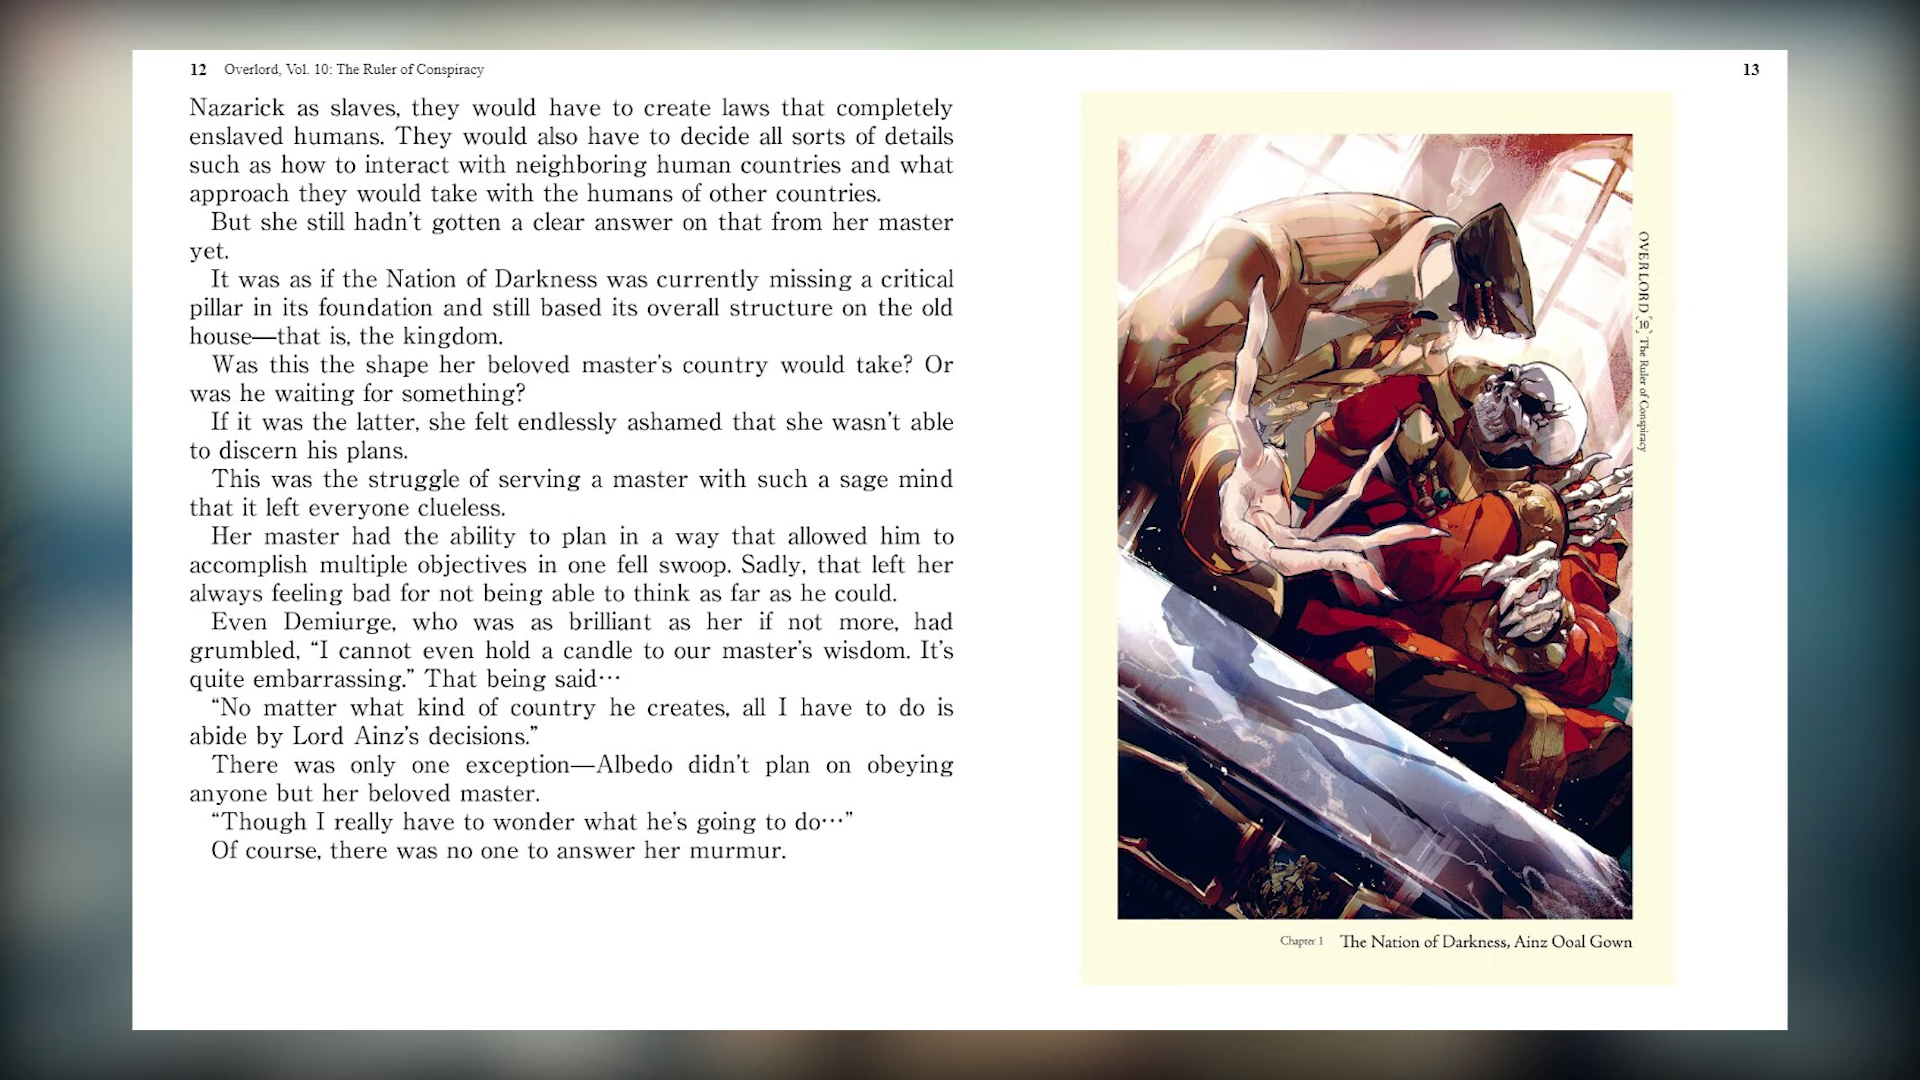 12 Overlord, Vol. 10: The Ruler of Conspiracy
Nazarick as slaves, they would have to create laws that completely
enslaved humans. They would also have to decide all sorts of details
such as how to interact with neighboring human countries and what
approach they would take with the humans of other countries.
But she still hadn’t gotten a clear answer on that from her master
yet.
It was as if the Nation of Darkness was currently missing a critical
pillar in its foundation and still based its overall structure on the old
house—that is, the kingdom.
Was this the shape her beloved master’s country would take? Or
was he waiting for something?
If it was the latter, she felt endlessly ashamed that she wasn’t able
to discern his plans.
This was the struggle of serving a master with such a sage mind
that it left everyone clueless.
Her master had the ability to plan in a way that allowed him to
accomplish multiple objectives in one fell swoop. Sadly, that left her
always feeling bad for not being able to think as far as he could.
Even Demiurge, who was as brilliant as her if not more, had
grumbled, “I cannot even hold a candle to our master’s wisdom. It’s
quite embarrassing.” That being said…
“No matter what kind of country he creates, all I have to do is
abide by Lord Ainz’s decisions.”
There was only one exception—Albedo didn’t plan on obeying
anyone but her beloved master.
“Though I really have to wonder what he’s going to do…”
Of course, there was no one to answer her murmur.
13
OVERLORD 10 The Ruler of Conspiracy
Chapter 1 The Nation of Darkness, Ainz Ooal Gown